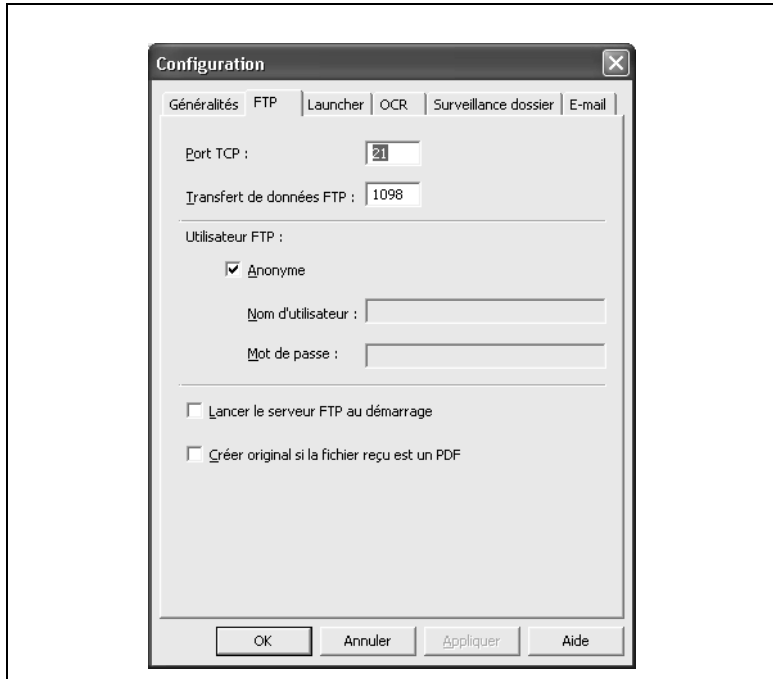 Configuration
Généralités FTP Launcher OCR Surveillance dossier E-mail
Port TCP : 21
Transfert de données FTP : 1098
Utilisateur FTP :
Anonyme
Nom d'utilisateur :
Mot de passe :
Lancer le serveur FTP au démarrage
Créer original si la fichier reçu est un PDF
OK Annuler Appliquer Aide